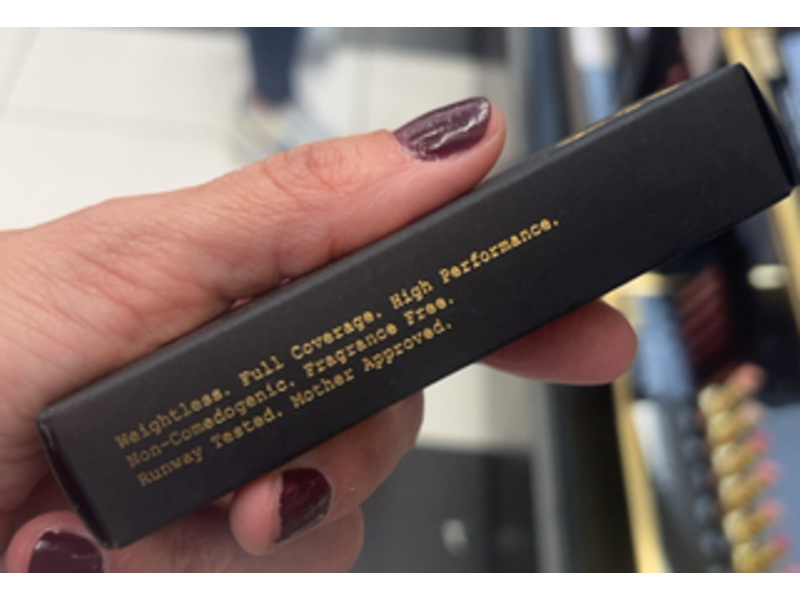 Weightless. Full Coverage. High Performance.
Non-Comedogenic. Fragrance Free.
Runway Tested. Mother Approved.